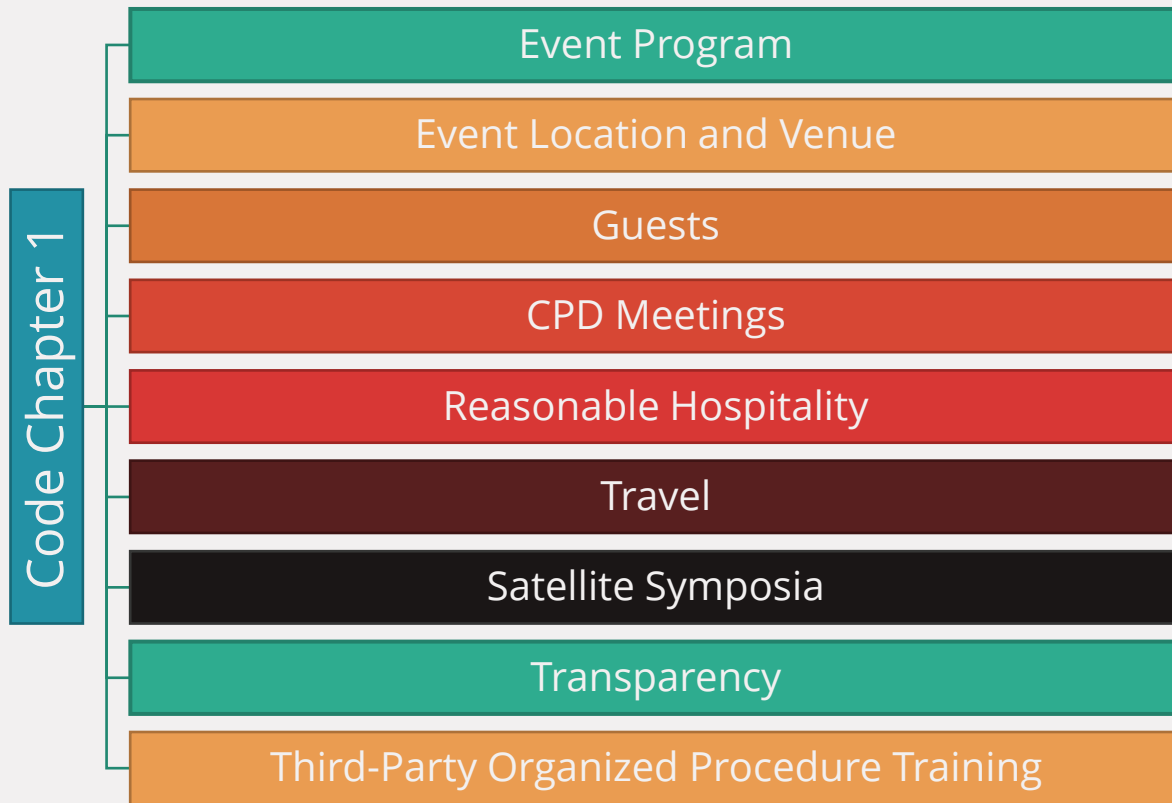 Code Chapter 1
Event Program
Event Location and Venue
Guests
CPD Meetings
Reasonable Hospitality
Travel
Satellite Symposia
Transparency
Third-Party Organized Procedure Training